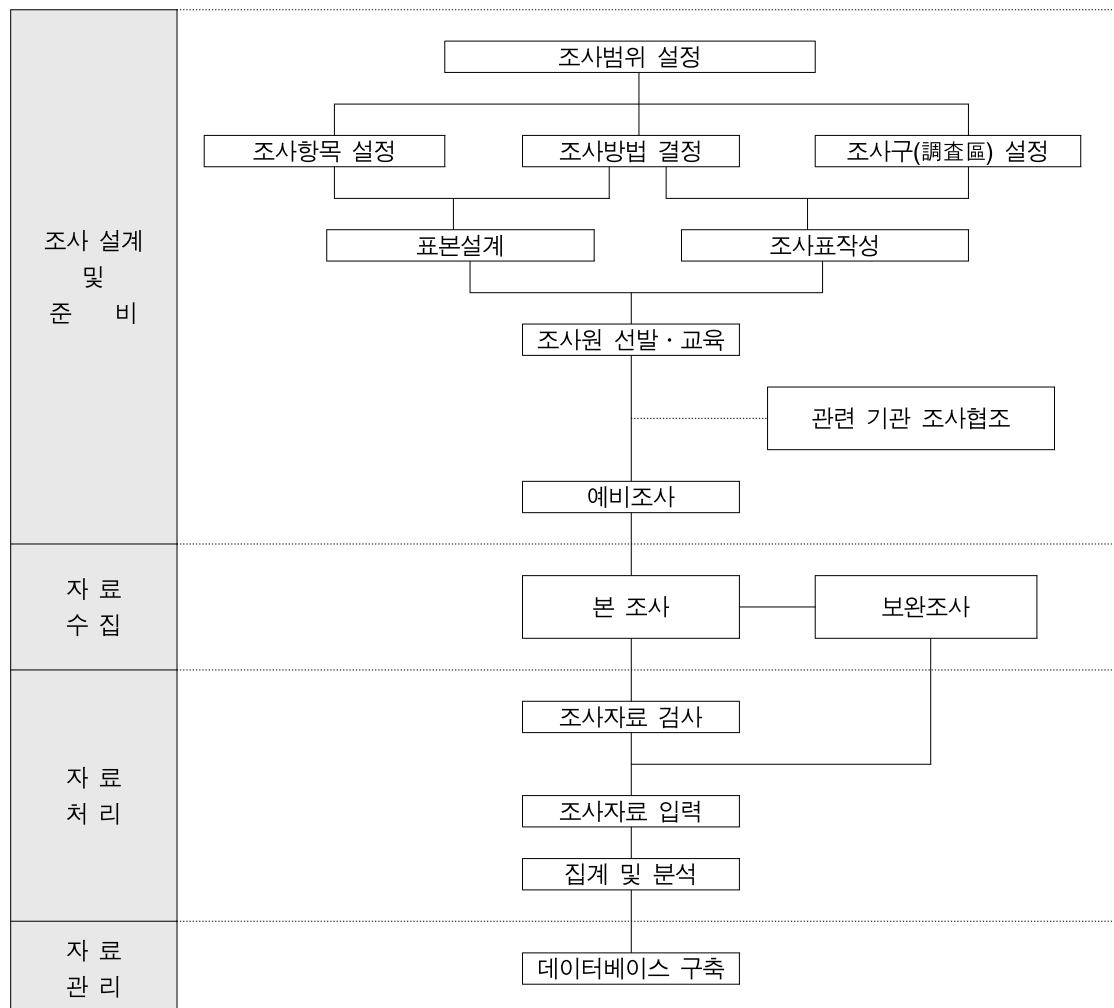 조사범위 설정
조사항목 설정
조사방법 결정
조사구(調査區) 설정
조사 설계
및
준 비
표본설계
조사표작성
조사원 선발·교육
관련 기관 조사협조
예비조사
자 료
수 집
본 조사
보완조사
자 료
처 리
조사자료 검사
조사자료 입력
집계 및 분석
자 료
관 리
데이터베이스 구축